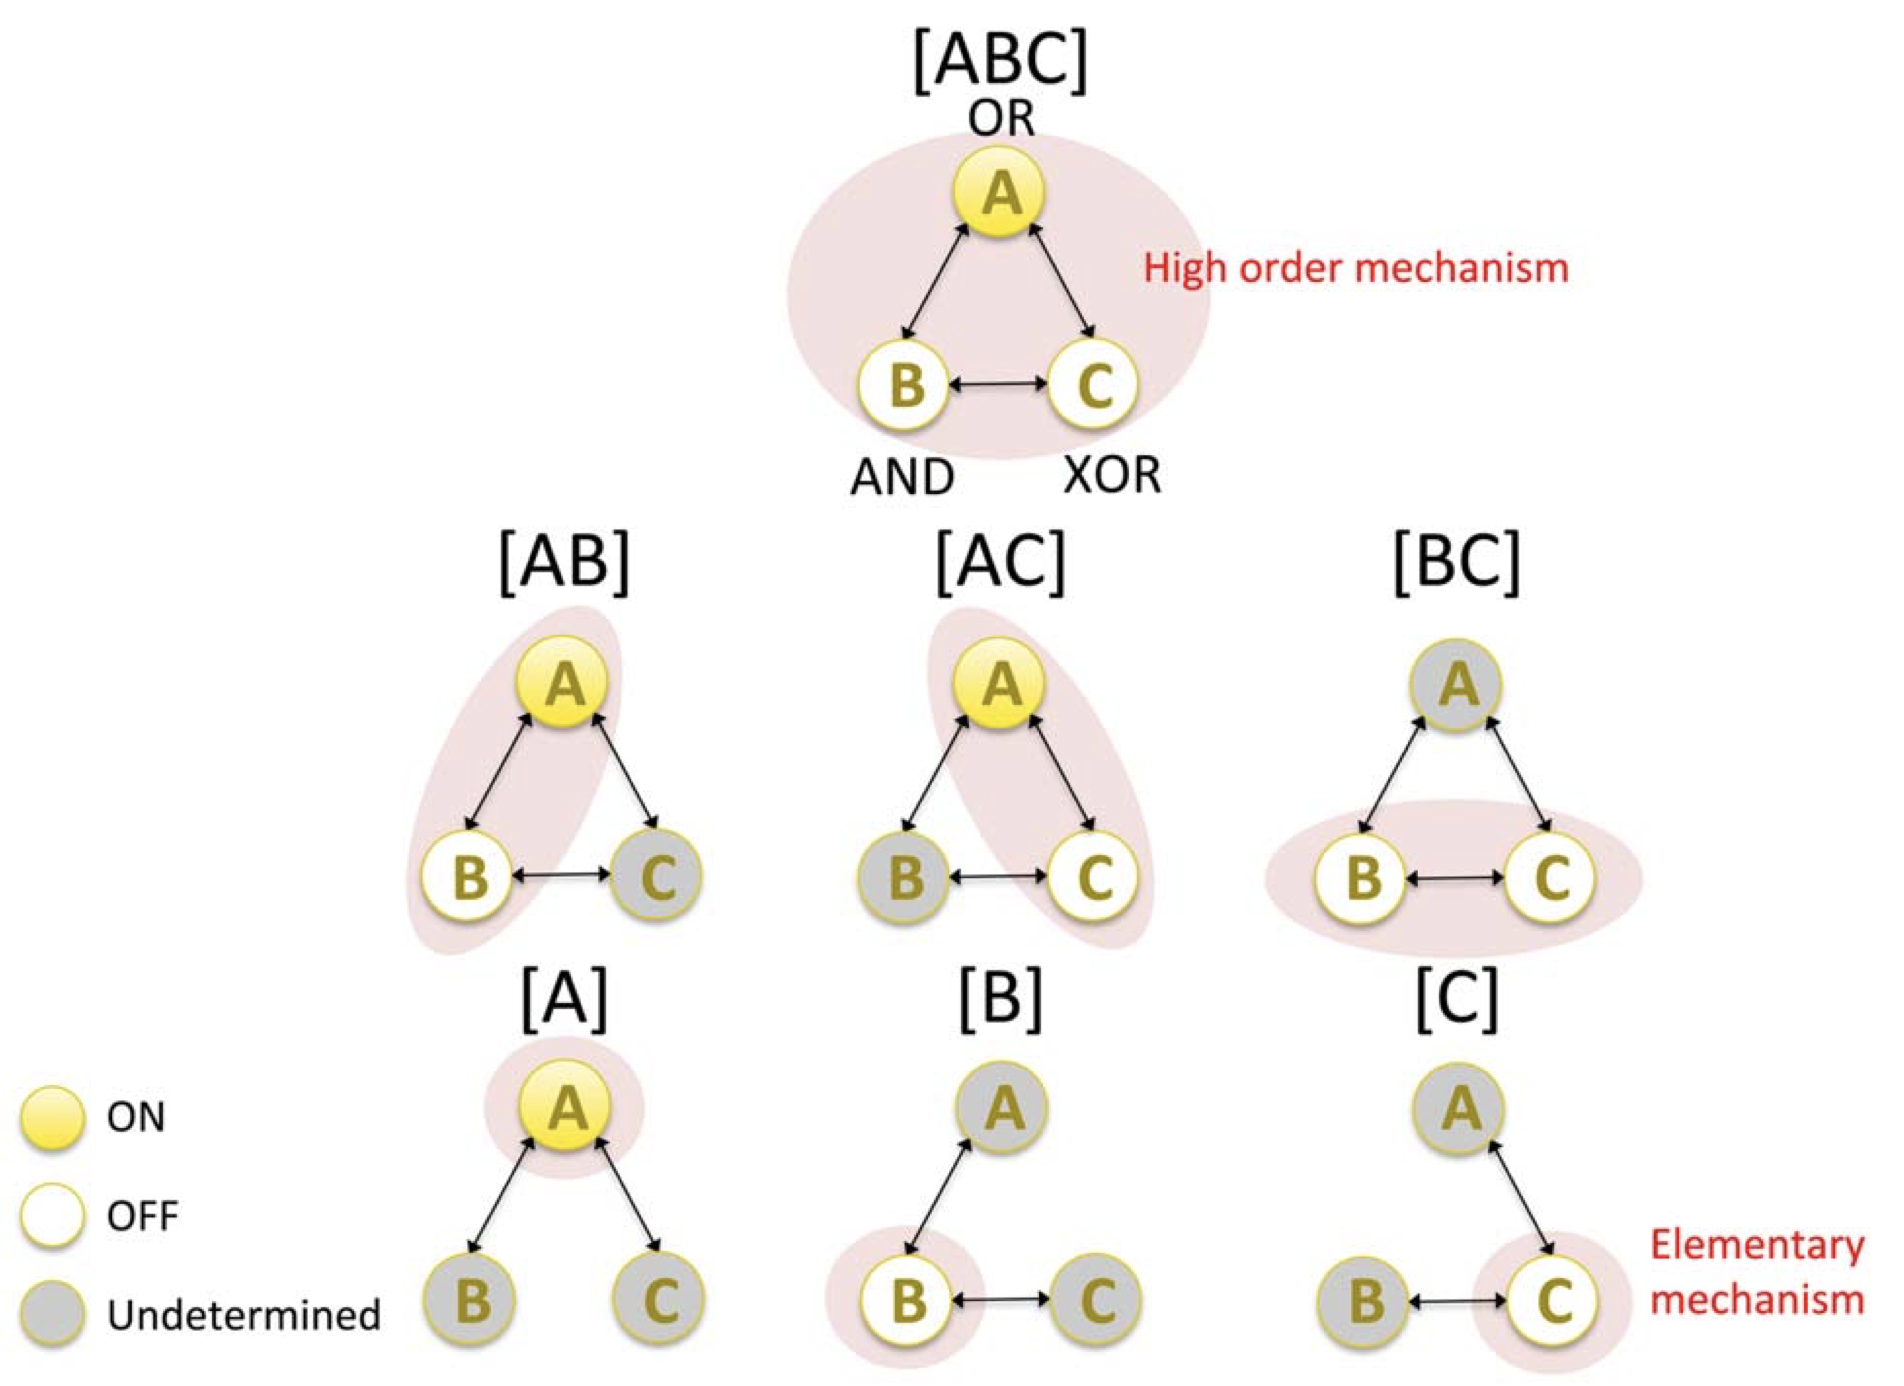 [ABC]
OR
A
High order mechanism
B C
AND XOR
[AB] [AC] [BC]
A A A
B C B C B C
[A] [B] [C]
A A A
ON
OFF
Elementary
mechanism
B C B C B C
Undetermined